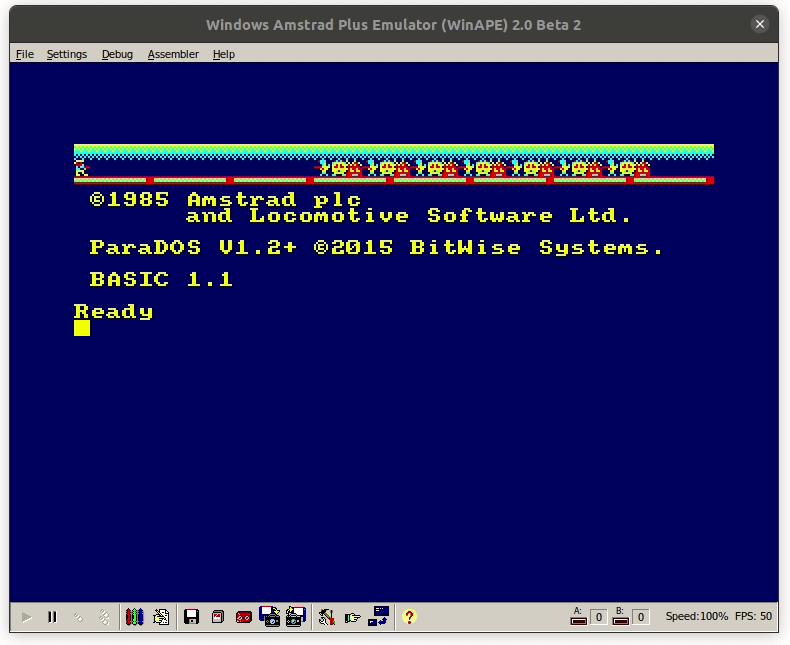 Windows Amstrad Plus Emulator (WinAPE) 2.0 Beta 2
File Settings Debug Assembler Help
©1985 Amstrad plc
and Locomotive Software Ltd.
ParaDOS V1.2+ ©2015 BitWise Systems.
BASIC 1.1
Ready
A: 0 B: 0 Speed:100% FPS: 50